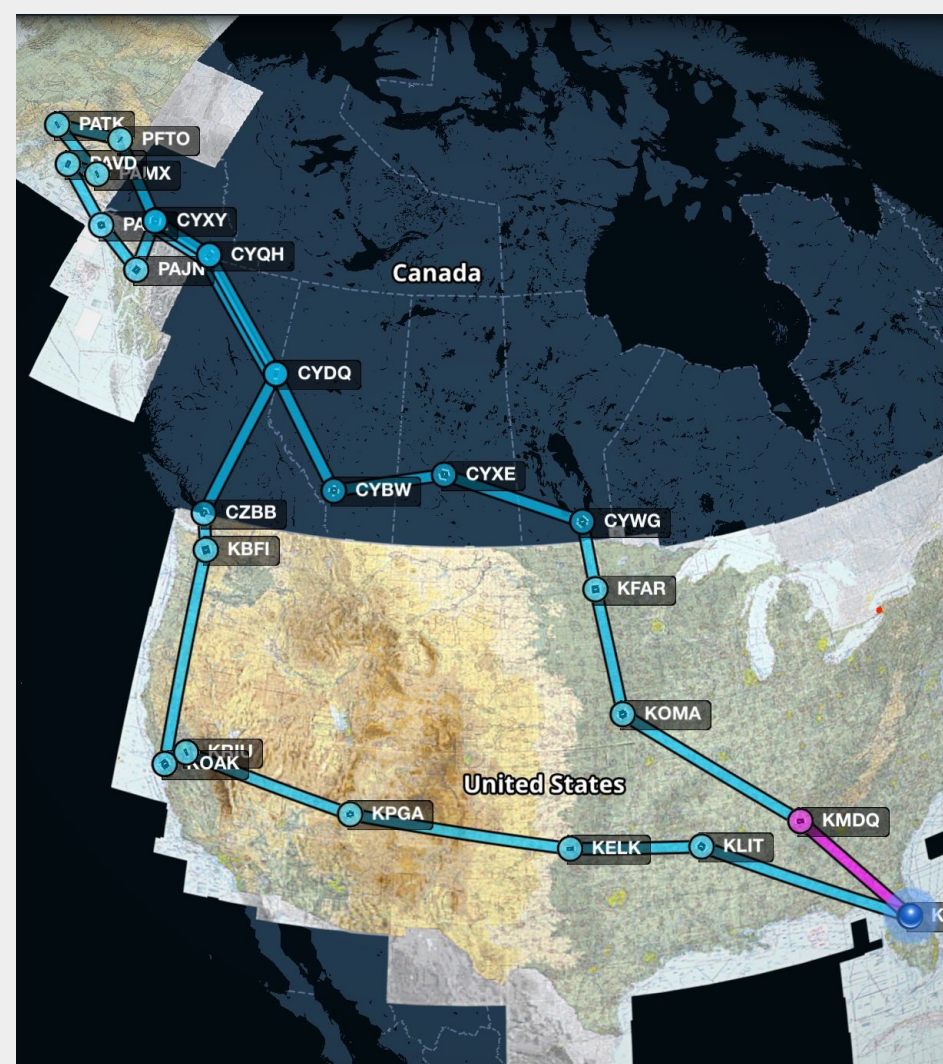 PATK
PFTO
PAVD
PAMX
CYXY
CYQH
PAJN
Canada
CYDQ
CYXE
CYBW
CZBB
CYWG
KBFI
KFAR
KOMA
KOAK
United States
KPGA
KMDQ
KELK
KLIT